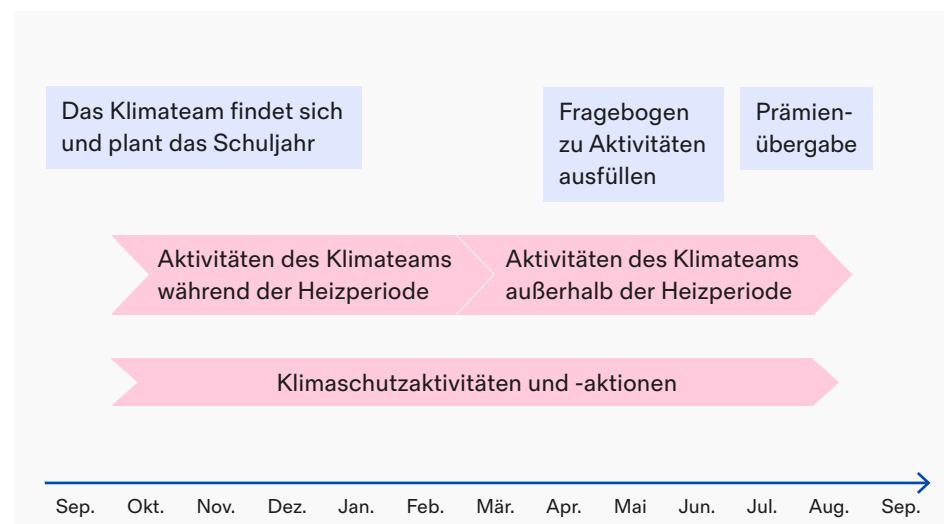 Das Klimateam findet sich
und plant das Schuljahr
Fragebogen
zu Aktivitäten
ausfüllen
Prämien-
übergabe
Aktivitäten des Klimateams
während der Heizperiode
Aktivitäten des Klimateams
außerhalb der Heizperiode
Klimaschutzaktivitäten und -aktionen
Sep. Okt. Nov. Dez. Jan. Feb. Mär. Apr. Mai Jun. Jul. Aug. Sep.